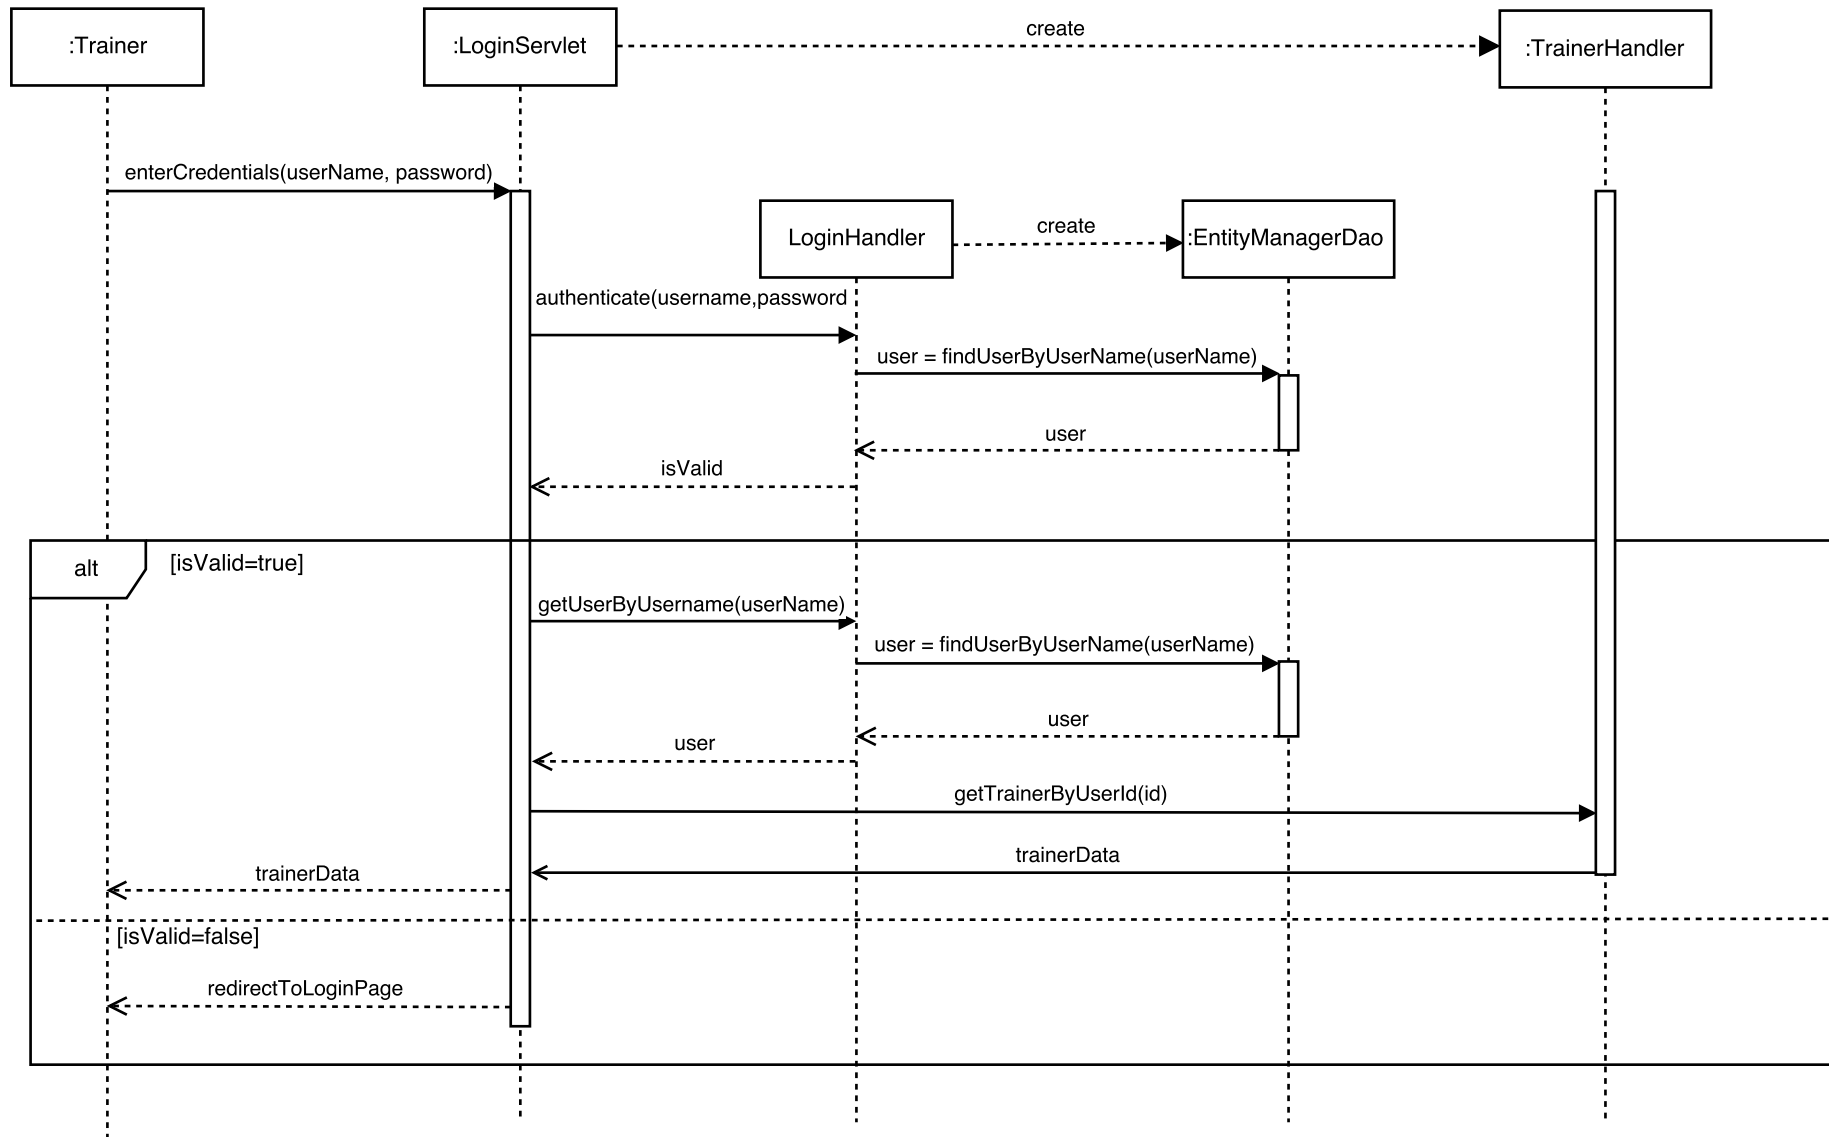 :Trainer
:LoginServlet
create
:TrainerHandler
enterCredentials(userName, password)
LoginHandler
create
:EntityManagerDao
authenticate(username,password
user = findUserByUserName(userName)
user
isValid
alt
[isValid=true]
getUserByUsername(userName)
user = findUserByUserName(userName)
user
user
getTrainerByUserId(id)
trainerData
trainerData
[isValid=false]
redirectToLoginPage